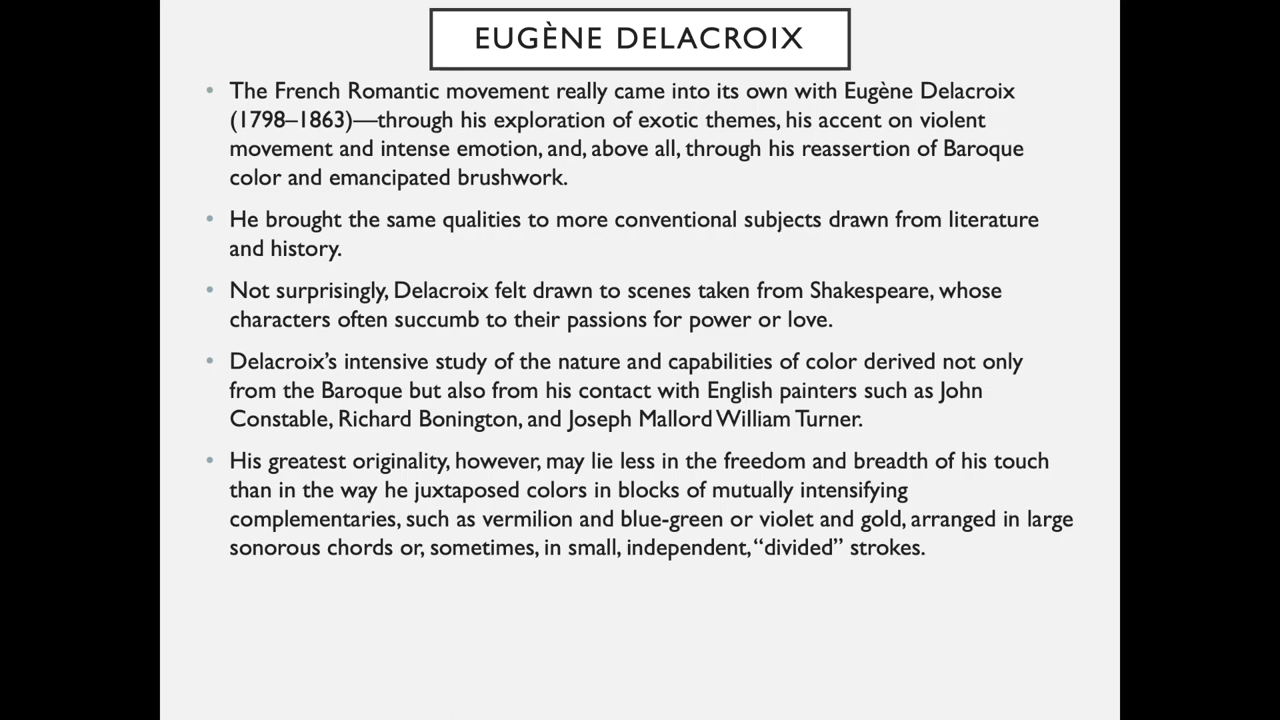 EUGÈNE DELACROIX
• The French Romantic movement really came into its own with Eugène Delacroix
(1798–1863)—through his exploration of exotic themes, his accent on violent
movement and intense emotion, and, above all, through his reassertion of Baroque
color and emancipated brushwork.
• He brought the same qualities to more conventional subjects drawn from literature
and history.
• Not surprisingly, Delacroix felt drawn to scenes taken from Shakespeare, whose
characters often succumb to their passions for power or love.
• Delacroix’s intensive study of the nature and capabilities of color derived not only
from the Baroque but also from his contact with English painters such as John
Constable, Richard Bonington, and Joseph Mallord William Turner.
• His greatest originality, however, may lie less in the freedom and breadth of his touch
than in the way he juxtaposed colors in blocks of mutually intensifying
complementaries, such as vermilion and blue-green or violet and gold, arranged in large
sonorous chords or, sometimes, in small, independent, “divided” strokes.